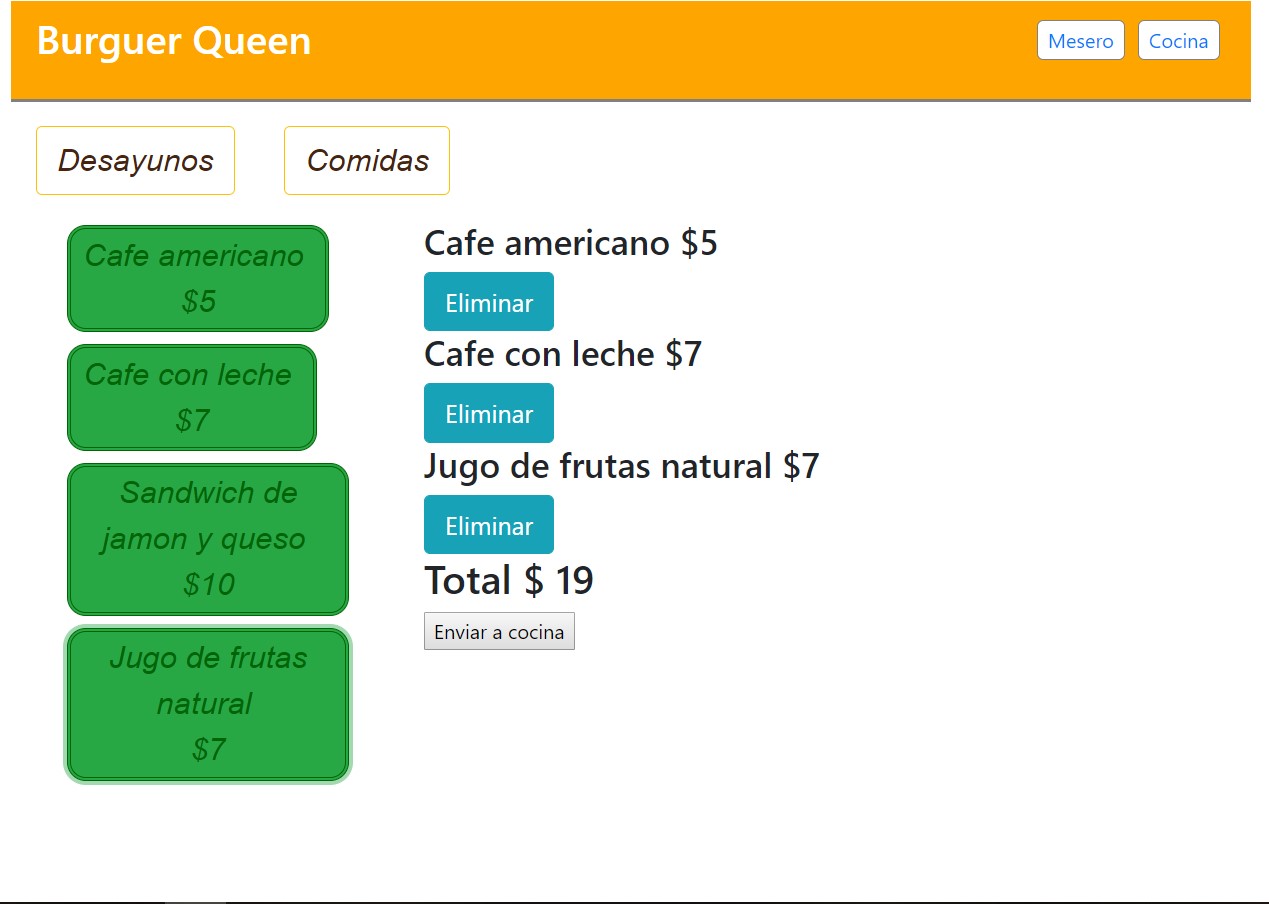 Burguer Queen
Mesero
Cocina
Desayunos
Comidas
Cafe americano
$5
Cafe con leche
$7
Sandwich de
jamon y queso
$10
Jugo de frutas
natural
$7
Cafe americano $5
Eliminar
Cafe con leche $7
Eliminar
Jugo de frutas natural $7
Eliminar
Total $ 19
Enviar a cocina